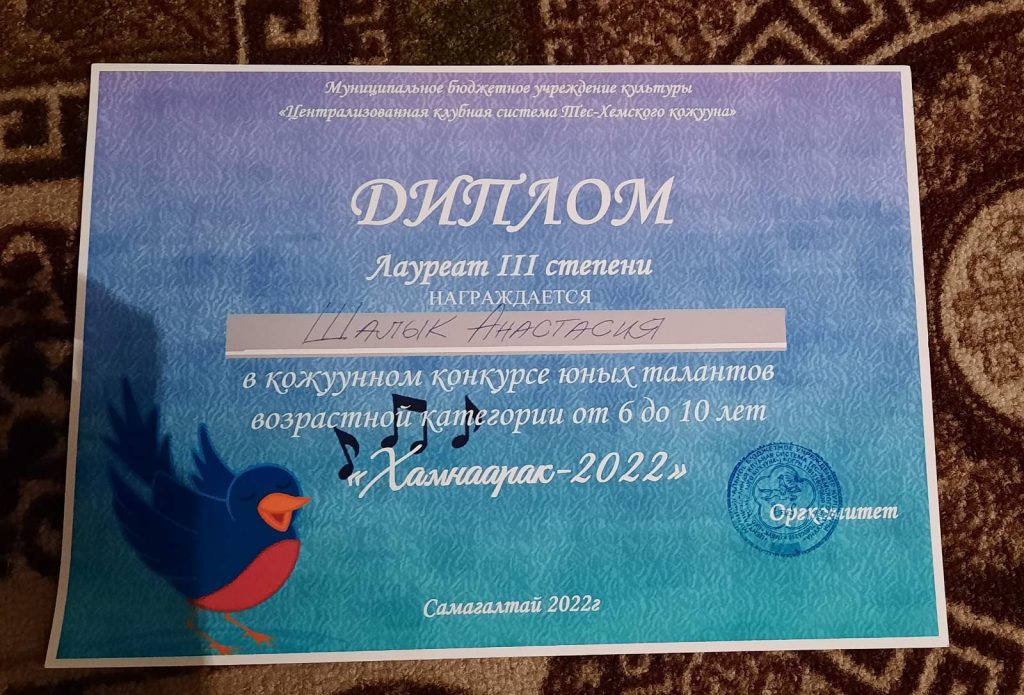 Муниципальное бюджетное учреждение культуры
«Централизованная клубная система Тес-Хемского кожууна»
ДИПЛОМ
Лауреат III степени
НАГРАЖДАЕТСЯ
Шалык Анастасия
в кожуунном конкурсе юных талантов
возрастной категории от 6 до 10 лет
«Хамнаарак-2022»
Оргкомитет
Самагалтай 2022г